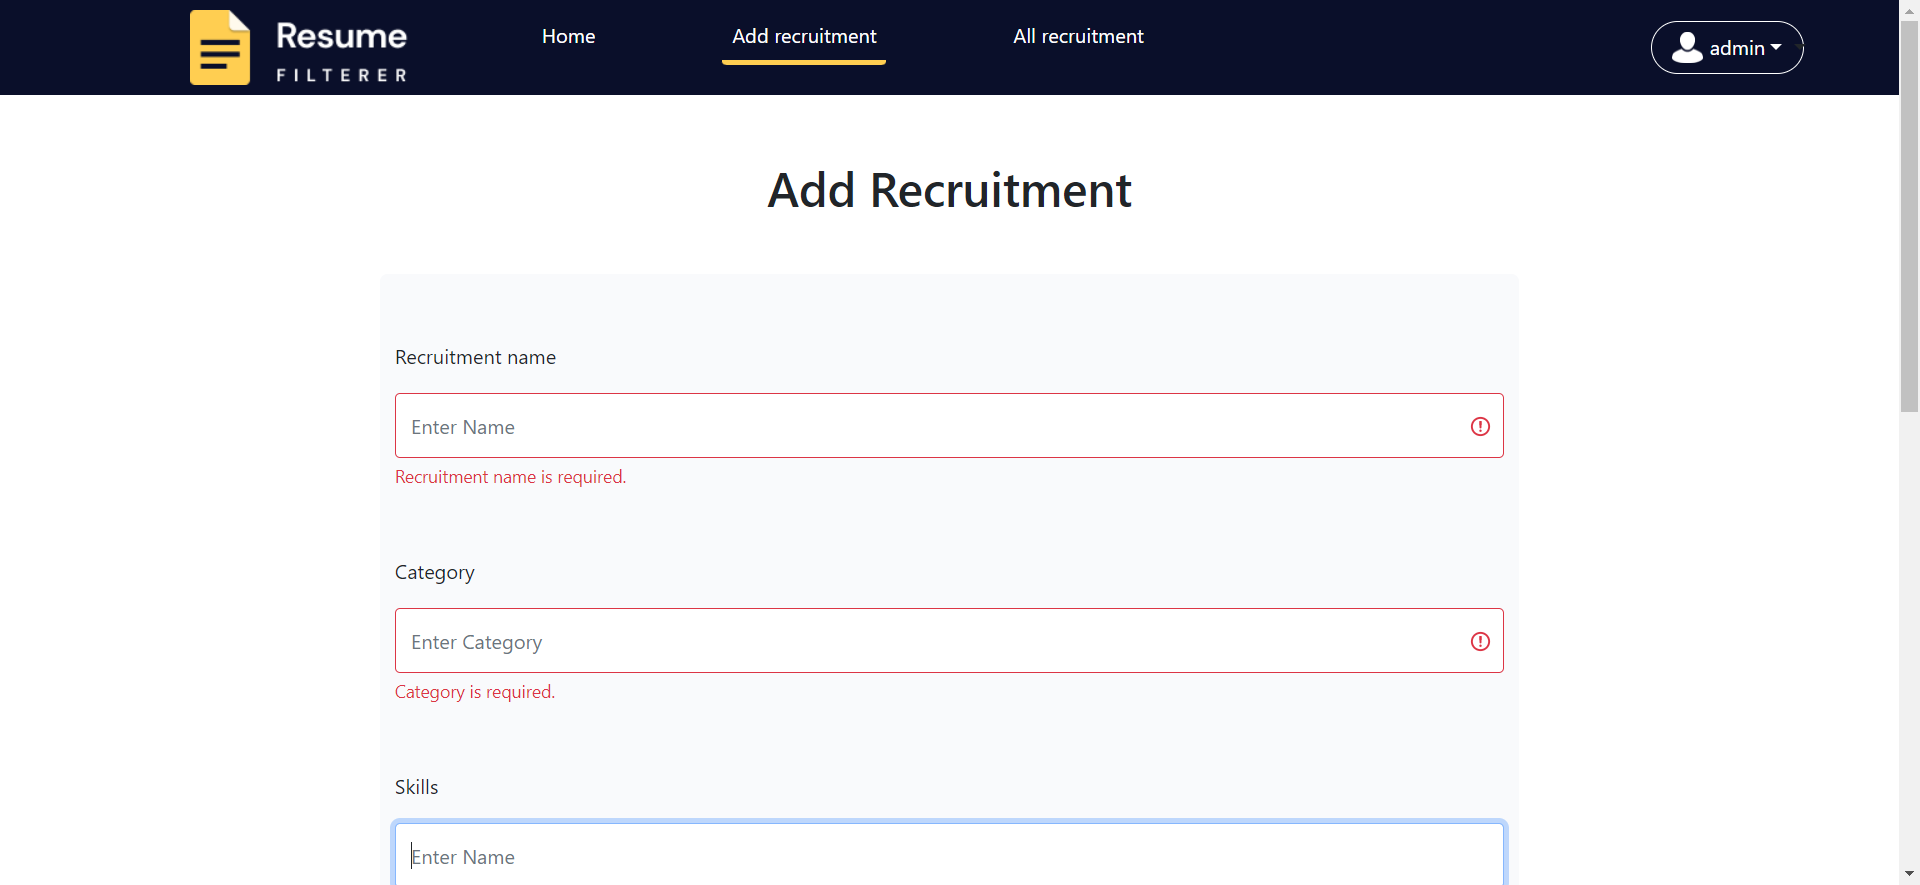 Resume
FILTERER
Home
Add recruitment
All recruitment
admin
Add Recruitment
Recruitment name
Enter Name
Recruitment name is required.
Category
Enter Category
Category is required.
Skills
Enter Name